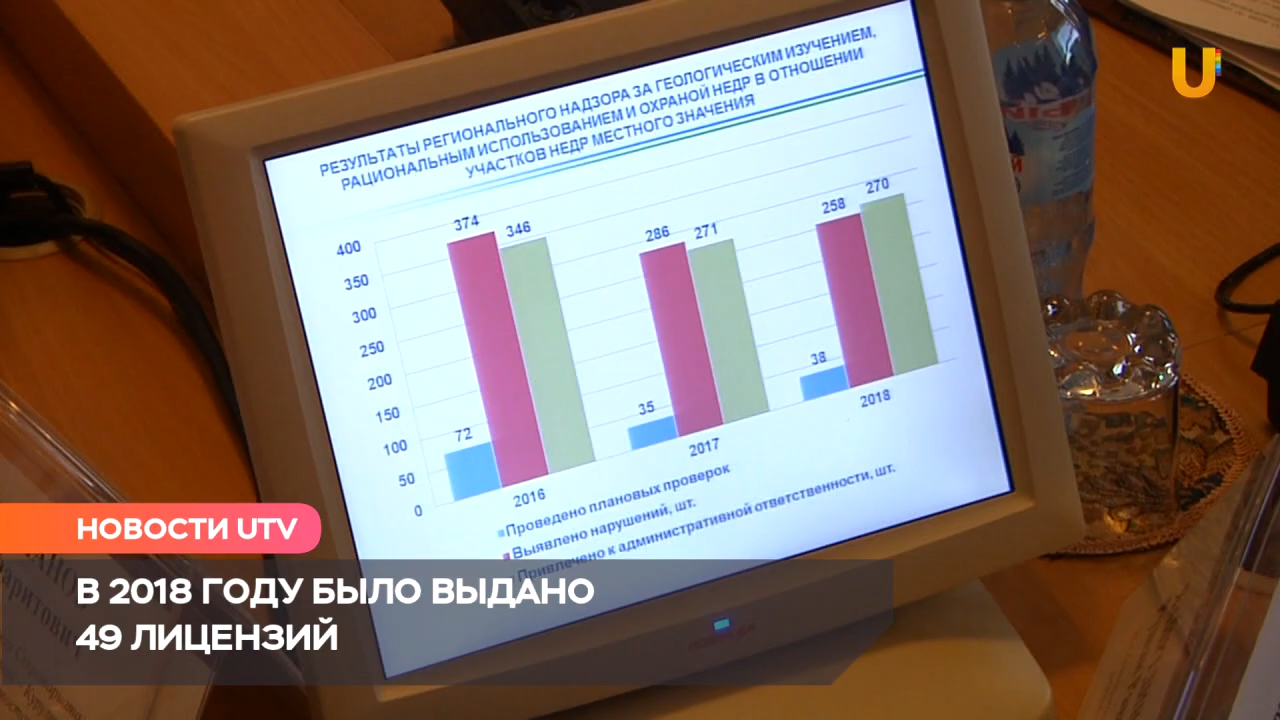 РЕЗУЛЬТАТЫ РЕГИОНАЛЬНОГО НАДЗОРА ЗА ГЕОЛОГИЧЕСКИМ ИЗУЧЕНИЕМ,
РАЦИОНАЛЬНЫМ ИСПОЛЬЗОВАНИЕМ И ОХРАНОЙ НЕДР В ОТНОШЕНИИ
УЧАСТКОВ НЕДР МЕСТНОГО ЗНАЧЕНИЯ
400
350
300
250
200
150
100
50
0
72
374
346
35
286
271
38
258
270
2016
2017
2018
Проведено плановых проверок
Выявлено нарушений, шт.
Привлечено к административной ответственности, шт.
U
НОВОСТИ UTV
В 2018 ГОДУ БЫЛО ВЫДАНО
49 ЛИЦЕНЗИЙ